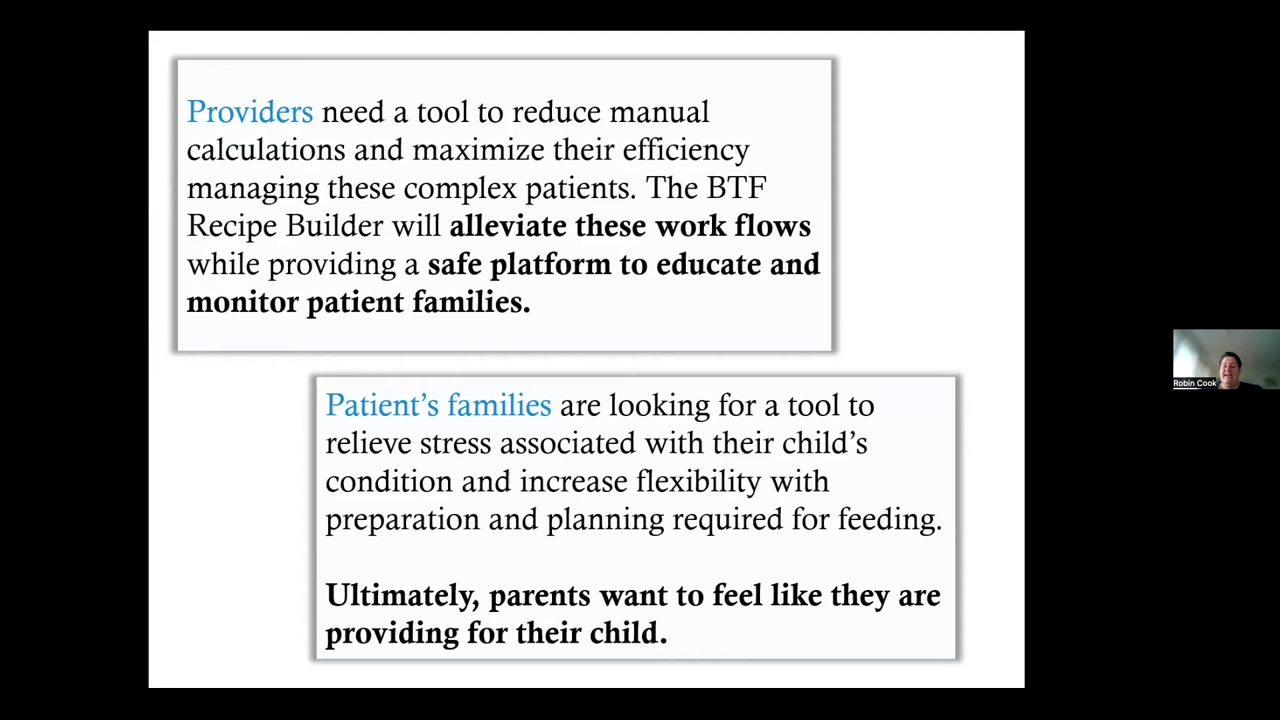 Providers need a tool to reduce manual
calculations and maximize their efficiency
managing these complex patients. The BTF
Recipe Builder will alleviate these work flows
while providing a safe platform to educate and
monitor patient families.
Patient’s families are looking for a tool to
relieve stress associated with their child’s
condition and increase flexibility with
preparation and planning required for feeding.
Ultimately, parents want to feel like they are
providing for their child.
Robin Cook